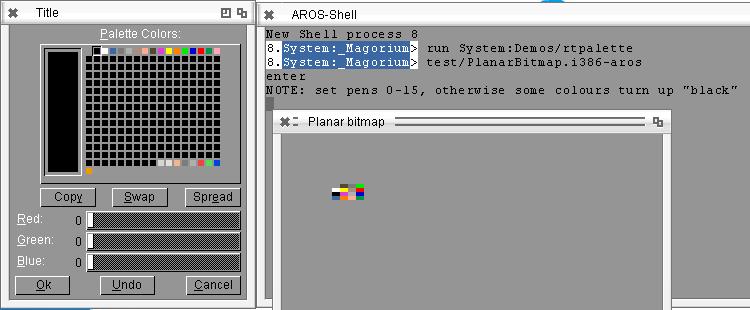 Title
Palette Colors:
Copy Swap Spread
Red: 0
Green: 0
Blue: 0
Ok Undo Cancel
AROS-Shell
New Shell process 8
8.System:_Magorium> run System:Demos/rtpalette
8.System:_Magorium> test/PlanarBitmap.i386-aros
enter
NOTE: set pens 0-15, otherwise some colours turn up "black"
Planar bitmap